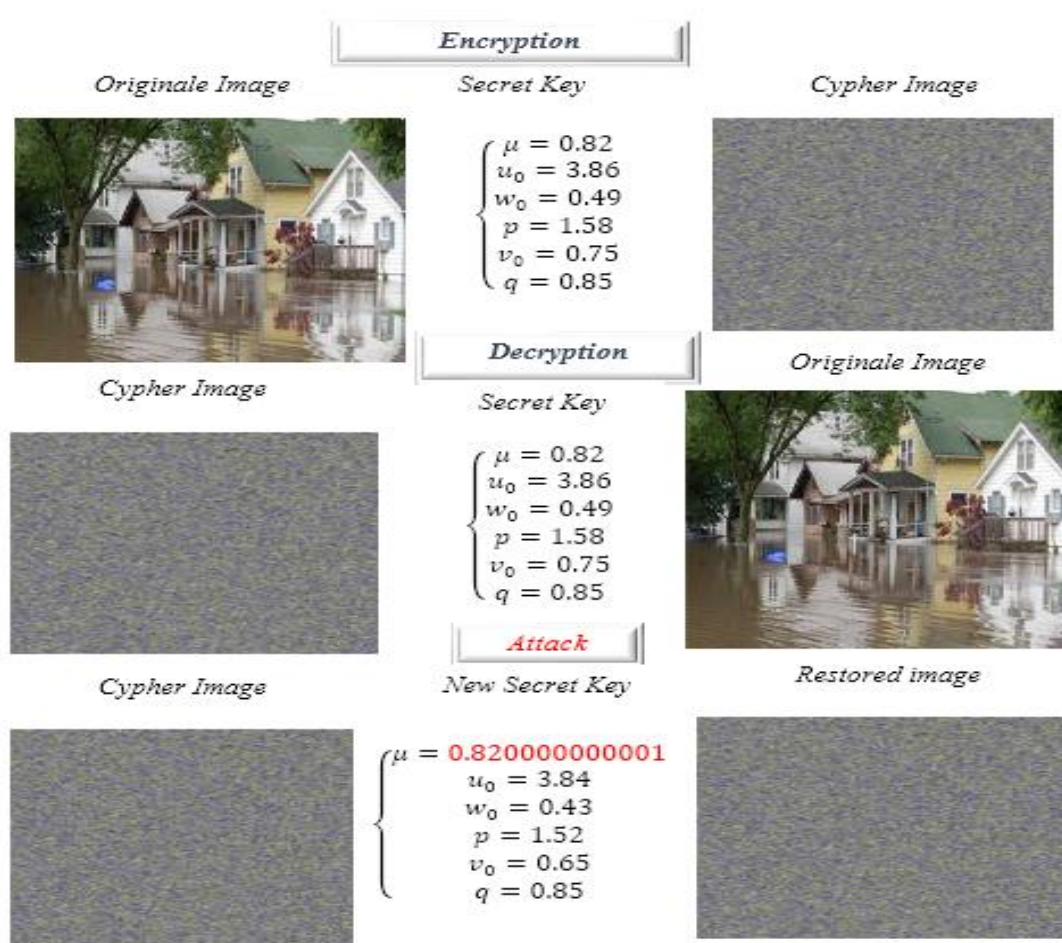 Encryption
Originale Image
Secret Key
Cypher Image
μ = 0.82
u₀ = 3.86
w₀ = 0.49
p = 1.58
v₀ = 0.75
q = 0.85
Decryption
Cypher Image
Secret Key
Originale Image
μ = 0.82
u₀ = 3.86
w₀ = 0.49
p = 1.58
v₀ = 0.75
q = 0.85
Attack
Cypher Image
New Secret Key
Restored image
μ = 0.820000000001
u₀ = 3.84
w₀ = 0.43
p = 1.52
v₀ = 0.65
q = 0.85